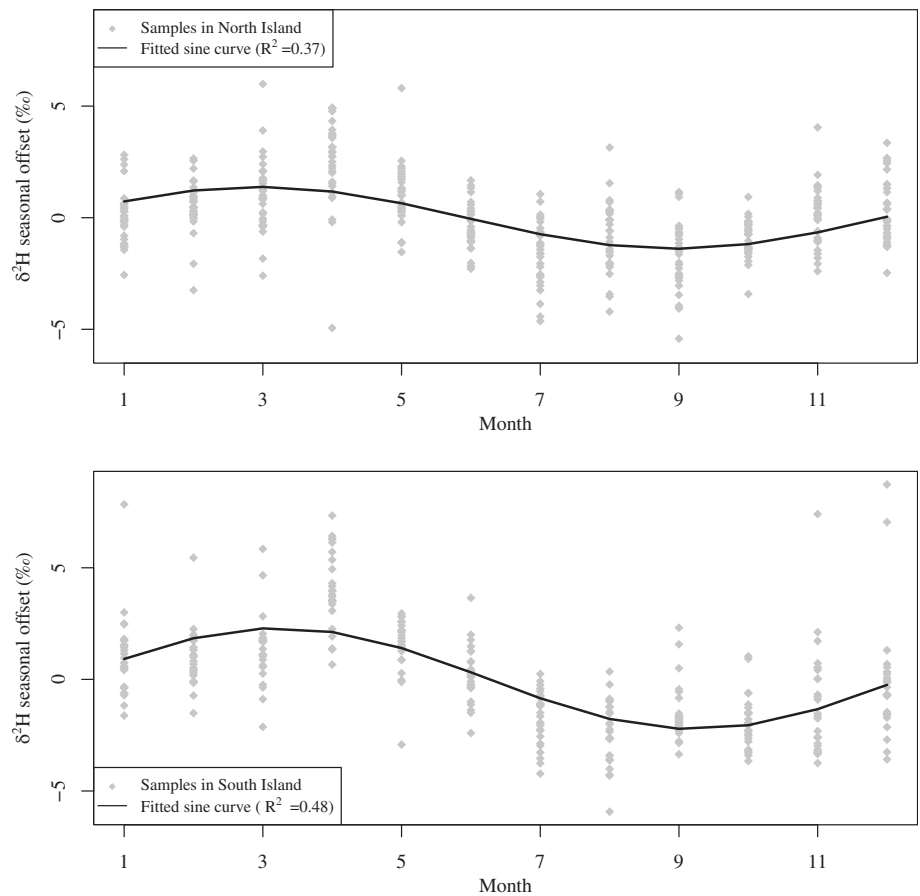 Samples in North Island
Fitted sine curve (R² =0.37)
δ²H seasonal offset (‰)
5
0
−5
1 3 5 7 9 11
Month
δ²H seasonal offset (‰)
5
0
−5
Samples in South Island
Fitted sine curve ( R² =0.48)
1 3 5 7 9 11
Month